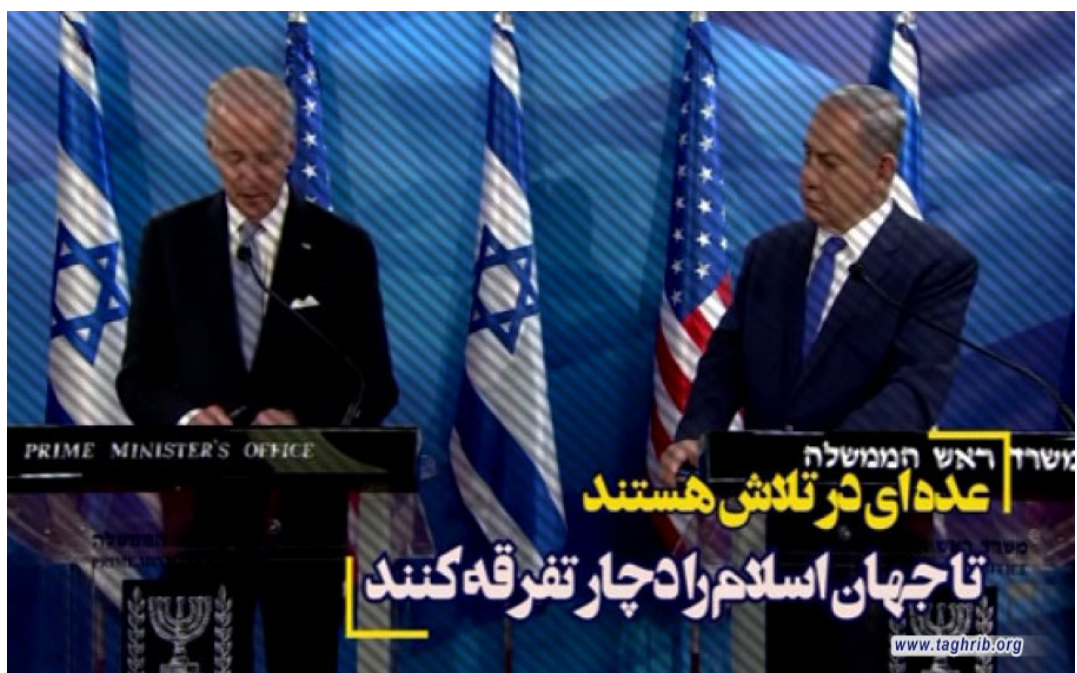 PRIME MINISTER'S OFFICE
משרד ראש הממשלה
عده‌ای در تلاش هستند
تا جهان اسلام را دچار تفرقه کنند
www.taghrib.org